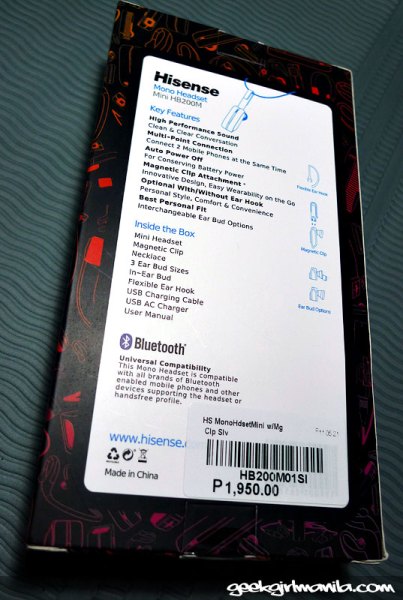 Hisense
Mono Headset
Mini HB200M
Key Features
High Performance Sound
Clean & Clear Conversation
Multi-Point Connection
Connect 2 Mobile Phones at the Same Time
Auto Power Off
For Conserving Battery Power
Magnetic Clip Attachment
Innovative Design, Easy Wearability on the Go
Optional With/Without Ear Hook
Personal Style, Comfort & Convenience
Best Personal Fit
Interchangeable Ear Bud Options
Flexible Ear Hook
Magnetic Clip
Ear Bud Options
Inside the Box
Mini Headset
Magnetic Clip
Necklace
3 Ear Bud Sizes
In-Ear Bud
Flexible Ear Hook
USB Charging Cable
USB AC Charger
User Manual
Bluetooth
Universal Compatibility
This Mono Headset is compatible
with all brands of Bluetooth
enabled mobile phones and other
devices supporting the headset or
handsfree profile.
www.hisense.c
Made in China
HS MonoHdsetMini w/Mg
Clp Slv
HB200M01SI
P1,950.00
geekgirlmanila.com